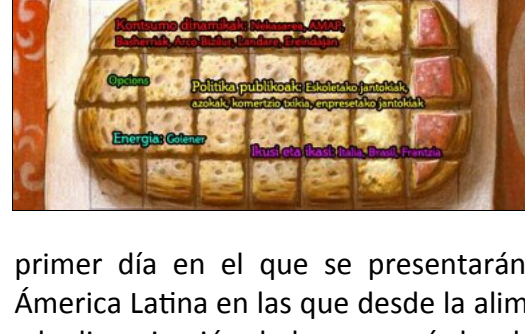 Kontsumo dinamikak: Nekasarea, AMAP,
Basherriak, Arco-Bizilur, Landare, Ereindajan
Opcions
Politika publikoak: Eskoletako jantokiak,
azokak, komertzio txikia, enpresetako jantokiak
Energia: Goiener
Ikusi eta ikasi: Italia, Brasil, Frantzia
primer día en el que se presentarán
Ámerica Latina en las que desde la alim